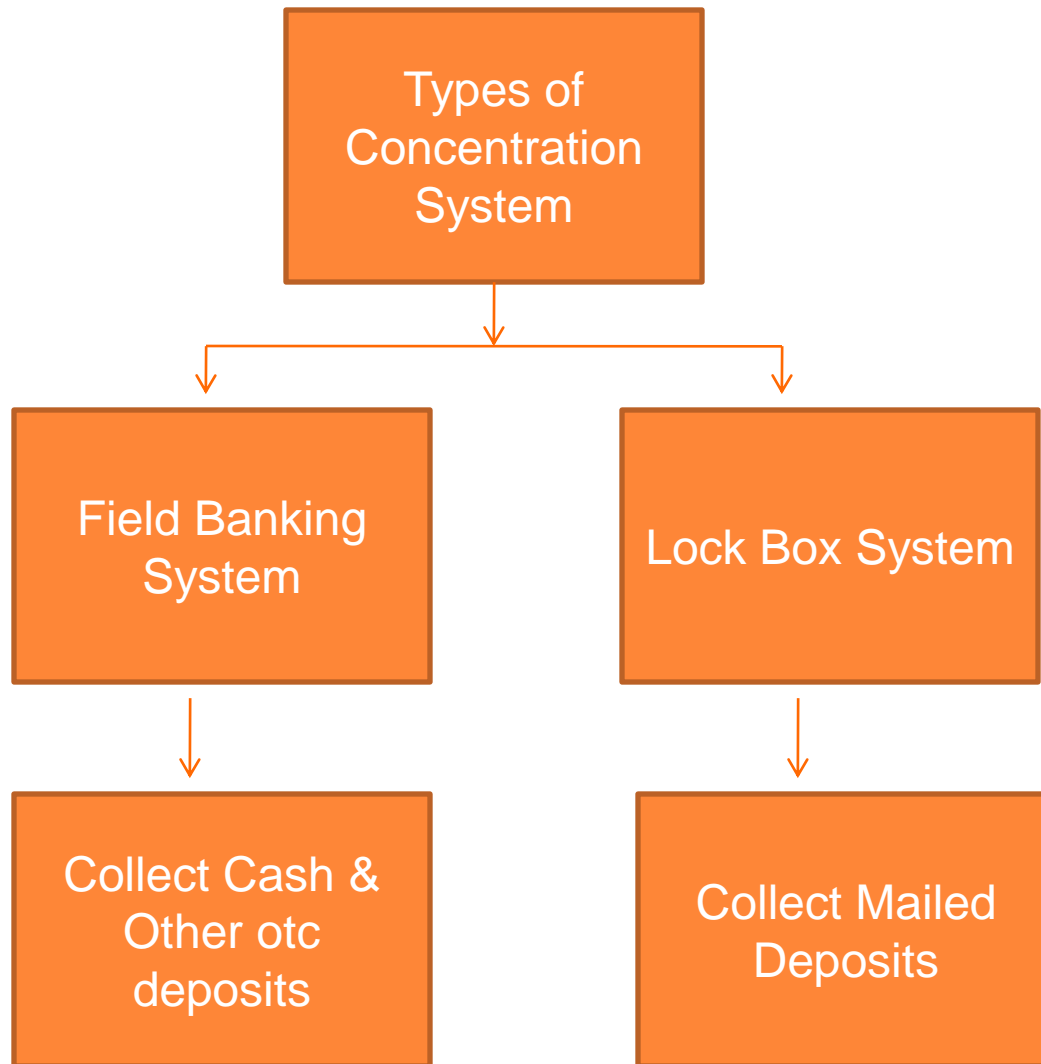 Types of
Concentration
System
Field Banking
System
Lock Box System
Collect Cash &
Other otc
deposits
Collect Mailed
Deposits